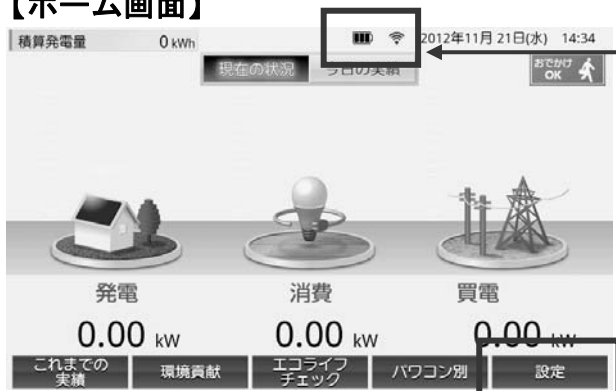 【ホーム画面】
積算発電量 0 kWh 2012年11月21日(水) 14:34
現在の状況 今日の実績
おでかけ
OK
発電 消費 買電
0.00 kW 0.00 kW 0.00 kW
これまでの
実績
環境貢献
エコライフ
チェック
パワコン別
設定